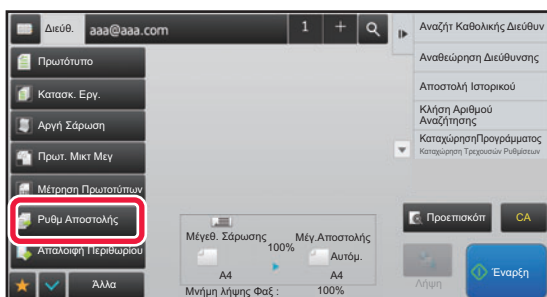 Διεύθ. aaa@aaa.com 1 +
Πρωτότυπο
Κατασκ. Εργ.
Αργή Σάρωση
Πρωτ. Μικτ Μεγ
Μέτρηση Πρωτοτύπων
Ρυθμ Αποστολής
Απαλοιφή Περιθωρίου
Άλλα
Μέγεθ. Σάρωσης
100%
Μέγ.Αποστολής
Αυτόμ.
A4
A4
Μνήμη λήψης Φαξ : 100%
Αναζήτ Καθολικής Διεύθυν
Αναθεώρηση Διεύθυνσης
Αποστολή Ιστορικού
Κλήση Αριθμού
Αναζήτησης
ΚαταχώρησηΠρογράμματος
Καταχώρηση Τρεχουσών Ρυθμίσεων
Προεπισκόπ
CA
Λήψη
Έναρξη